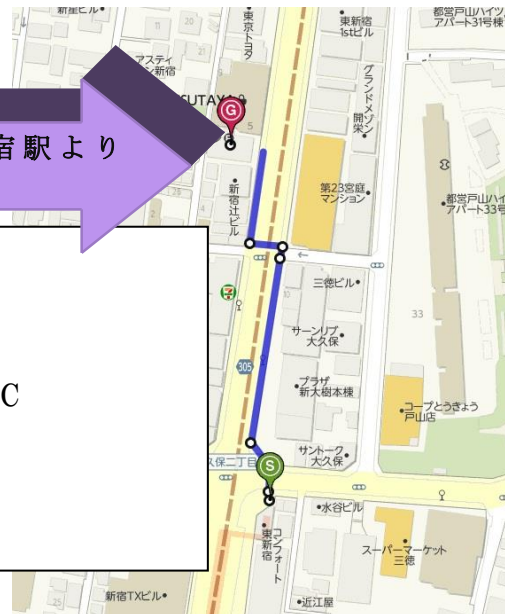 新星ビル
東京トヨタ
東新宿
1stビル
都営戸山ハイツ
アパート31号棟
アスティ
ン新宿
SUTAYA
G
5
グランドメゾン
開栄
宿駅より
新宿辻ビル
第23宮庭
マンション
都営戸山ハイ
アパート33号
三徳ビル
10
33
サーンリブ
大久保
305
プラザ
新大樹本棟
C
コープとうきょう
戸山店
久保二丁目
S
サントーク
大久保
水谷ビル
コンフォート
東新宿
スーパーマーケット
三徳
新宿TXビル
近江屋
25